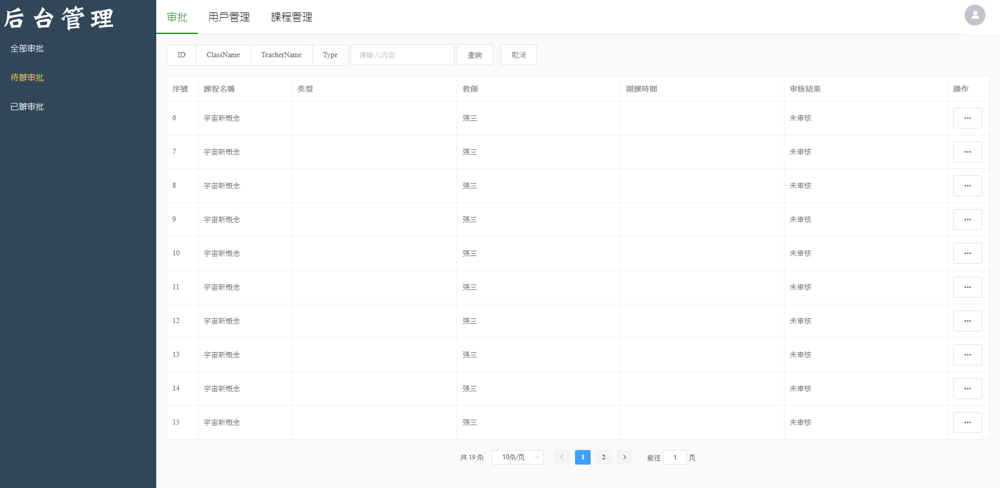 后台管理
审批 用戶管理 課程管理
全部审批
待辦审批
已辦审批
ID ClassName TeacherName Type 请输入内容 查詢 取消
序號 課程名稱 类型 教師 開課時間 审核結果 操作
6 宇宙新概念 張三 未审核 •••
7 宇宙新概念 張三 未审核 •••
8 宇宙新概念 張三 未审核 •••
9 宇宙新概念 張三 未审核 •••
10 宇宙新概念 張三 未审核 •••
11 宇宙新概念 張三 未审核 •••
12 宇宙新概念 張三 未审核 •••
13 宇宙新概念 張三 未审核 •••
14 宇宙新概念 張三 未审核 •••
15 宇宙新概念 張三 未审核 •••
共 19 条 10条/页 1 2 前往 1 页